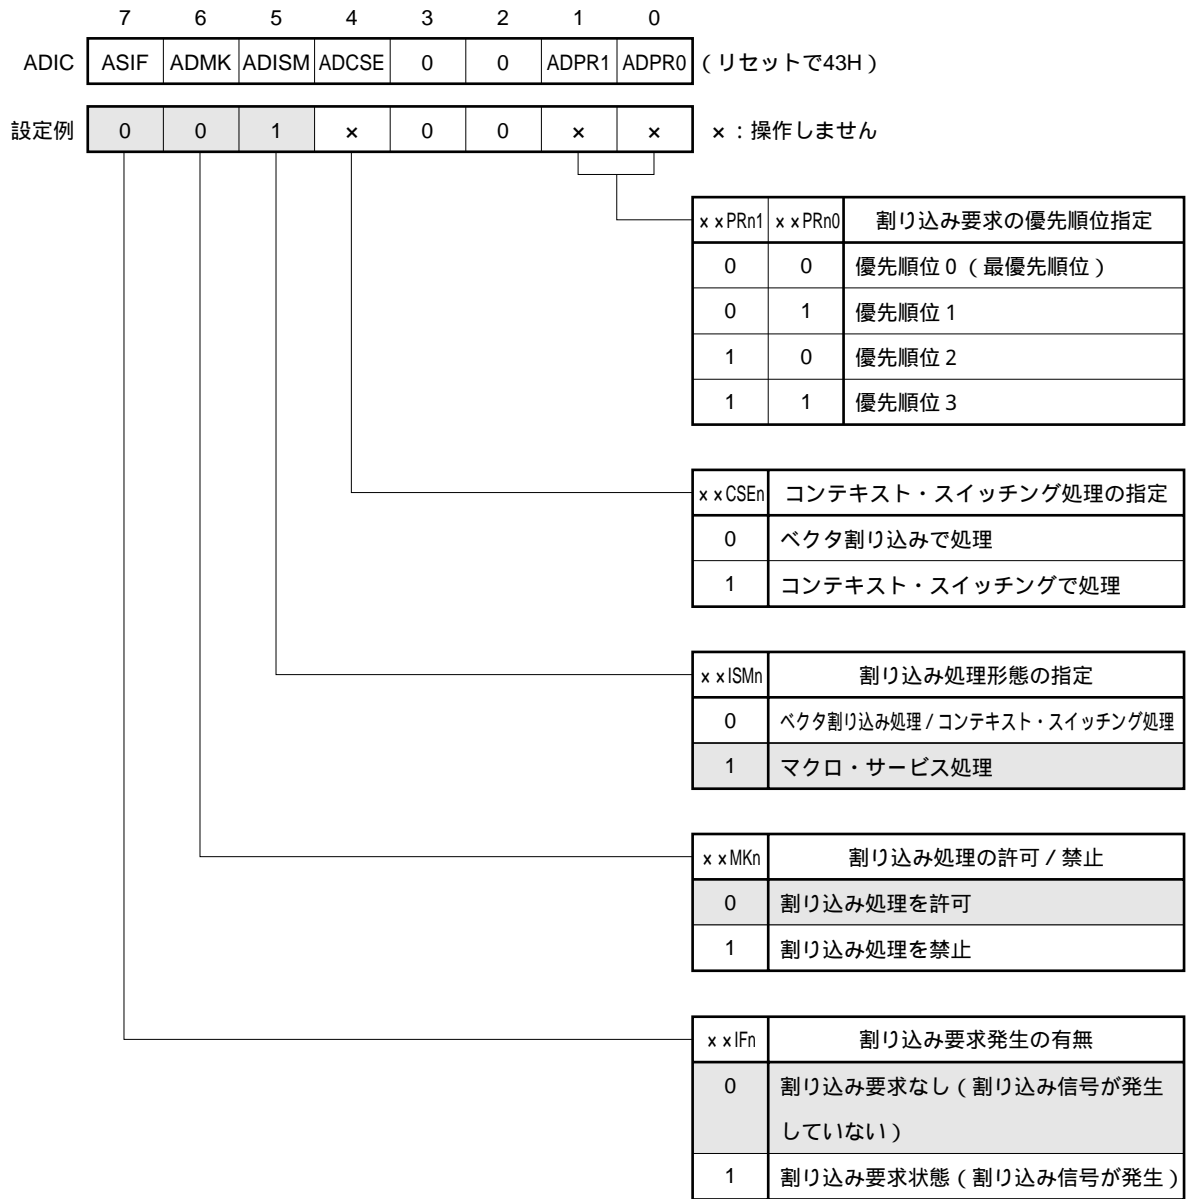 7 6 5 4 3 2 1 0
ADIC ASIF ADMK ADISM ADCSE 0 0 ADPR1 ADPR0 （リセットで43H）
設定例 0 0 1 × 0 0 × × ×：操作しません
××PRn1 ××PRn0 割り込み要求の優先順位指定
0 0 優先順位0（最優先順位）
0 1 優先順位1
1 0 優先順位2
1 1 優先順位3
××CSEn コンテキスト・スイッチング処理の指定
0 ベクタ割り込みで処理
1 コンテキスト・スイッチングで処理
××ISMn 割り込み処理形態の指定
0 ベクタ割り込み処理/コンテキスト・スイッチング処理
1 マクロ・サービス処理
××MKn 割り込み処理の許可/禁止
0 割り込み処理を許可
1 割り込み処理を禁止
××IFn 割り込み要求発生の有無
0 割り込み要求なし（割り込み信号が発生
していない）
1 割り込み要求状態（割り込み信号が発生）